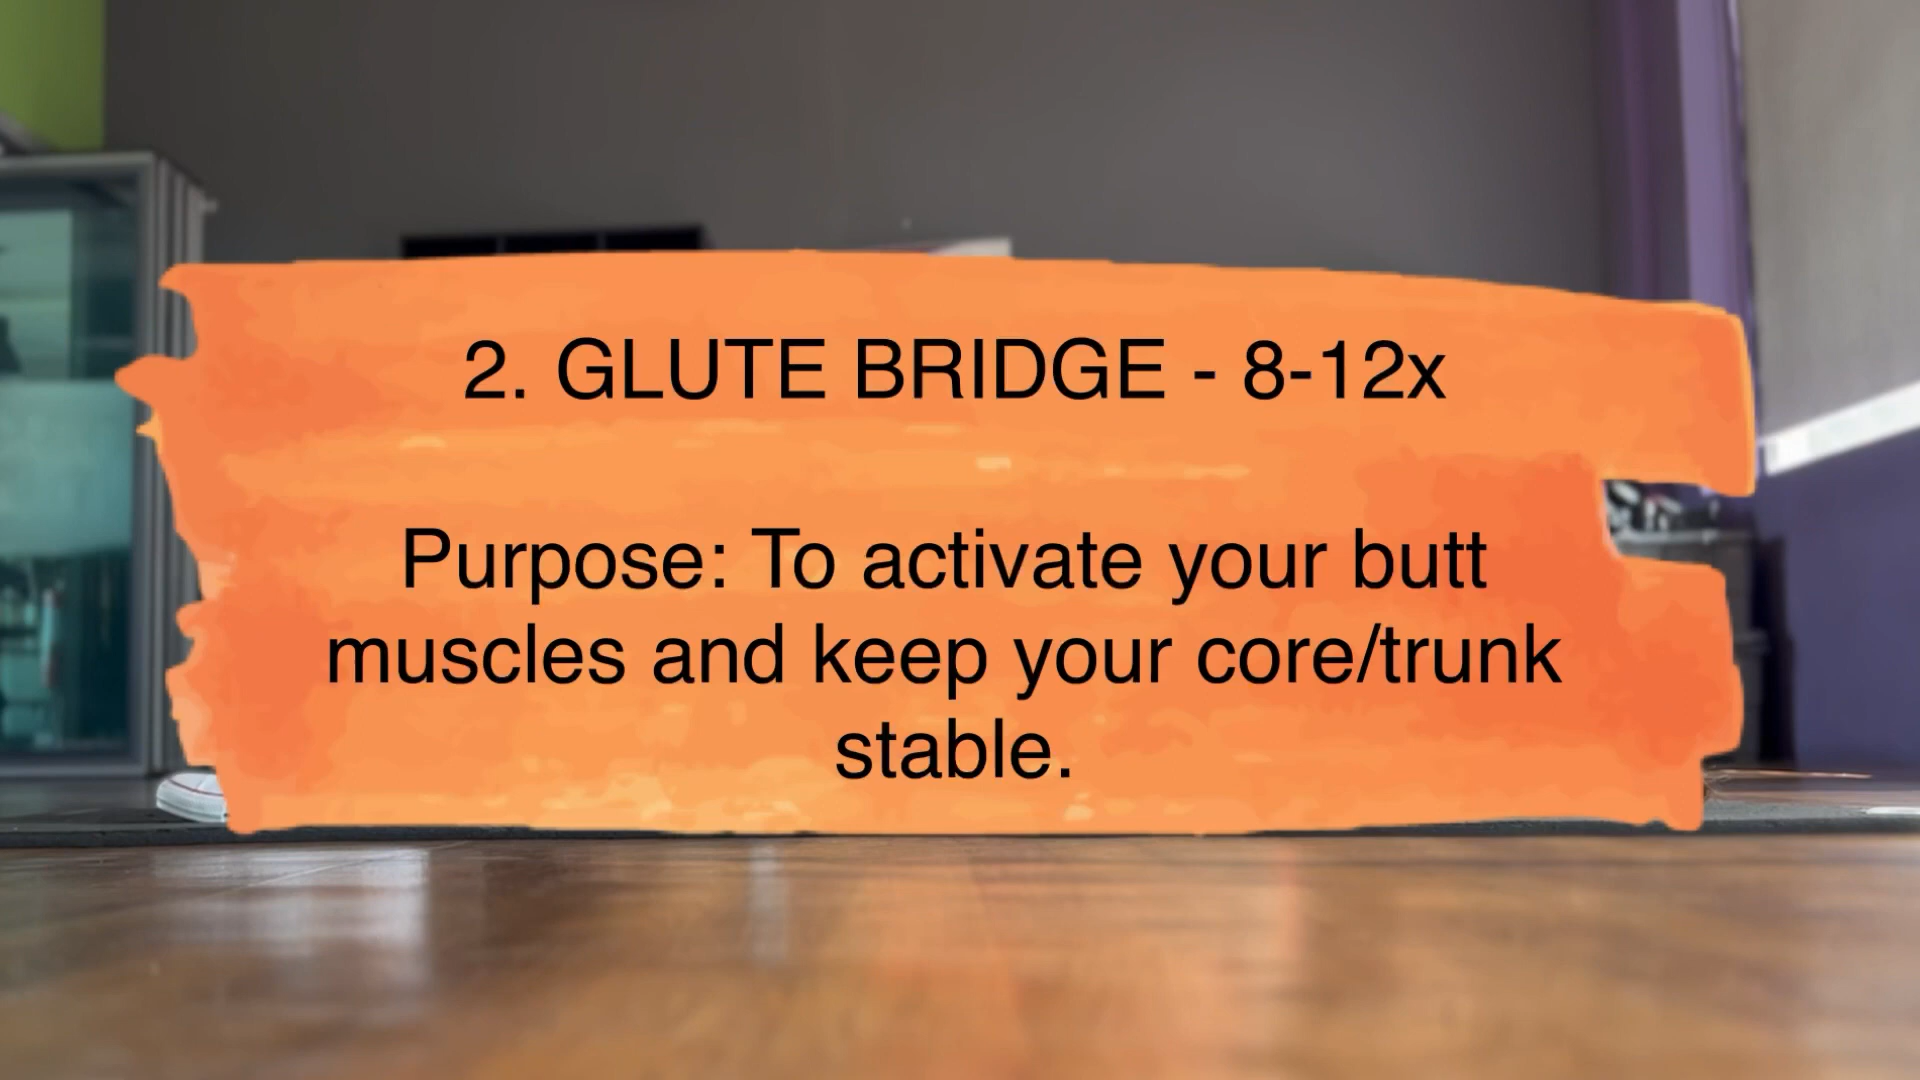 2. GLUTE BRIDGE - 8-12x
Purpose: To activate your butt
muscles and keep your core/trunk
stable.